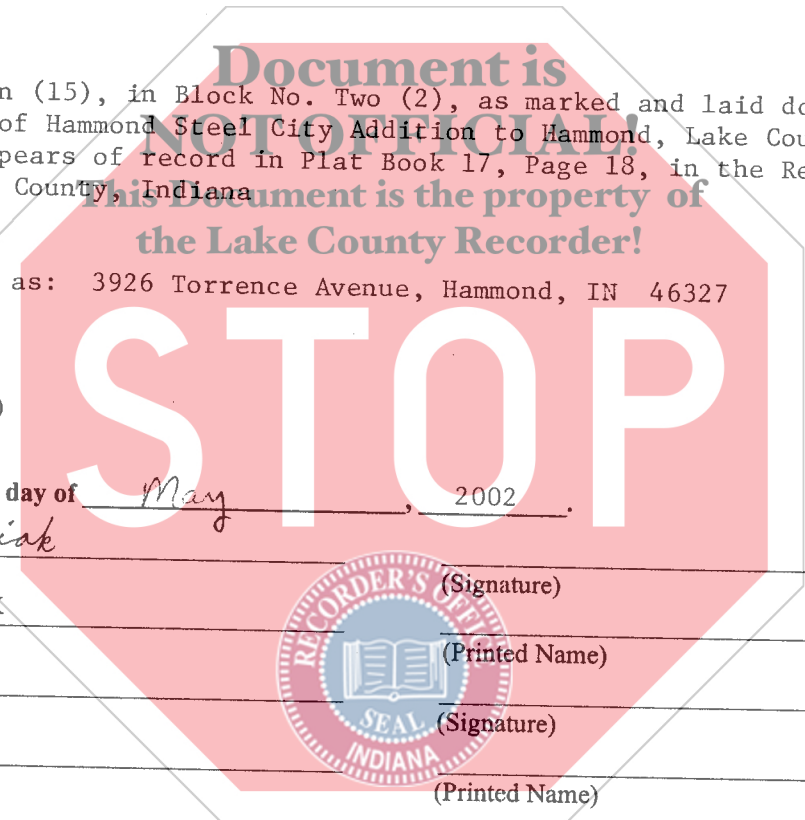 Document is
n (15), in Block No. Two (2), as marked and laid do
of Hammond Steel City Addition to Hammond, Lake Cou
NOT OFFICIAL!
pears of record in Plat Book 17, Page 18, in the Re
County, Indiana
This Document is the property of
the Lake County Recorder!
as: 3926 Torrence Avenue, Hammond, IN 46327
STOP
)
day of May, 2002.
iak
(Signature)
(Printed Name)
(Signature)
(Printed Name)
RECORDER'S OFFICE
SEAL
INDIANA